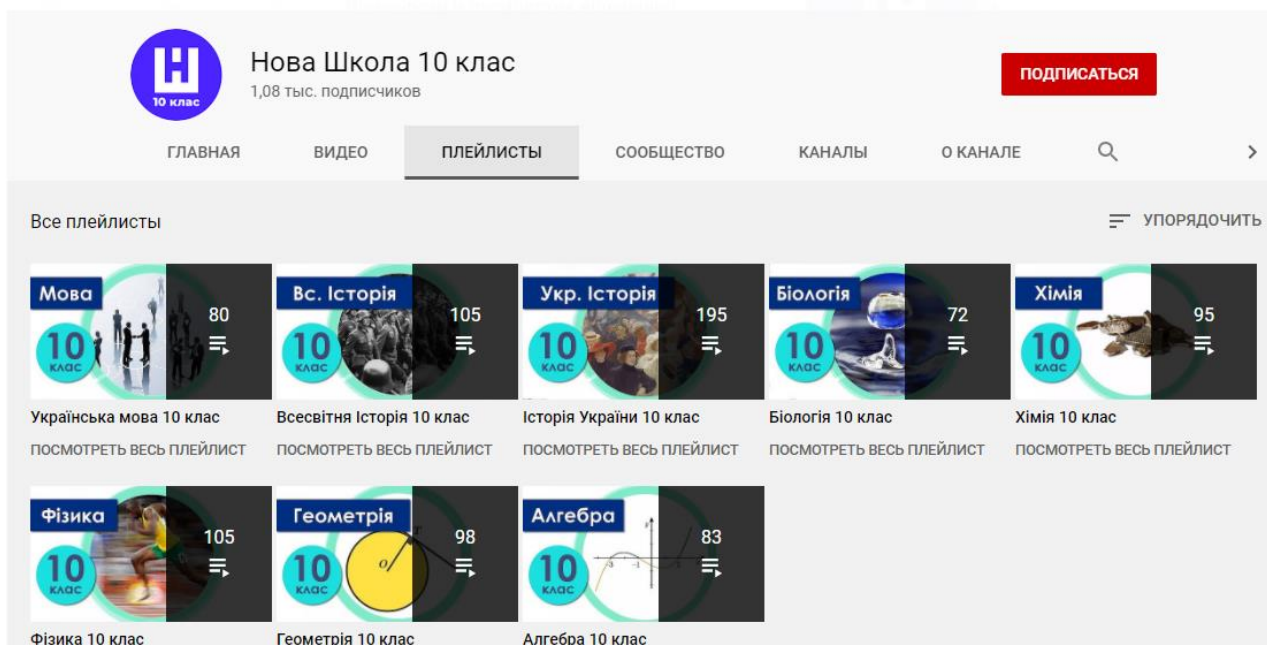 Нова Школа 10 клас
10 клас
1,08 тыс. подписчиков
ПОДПИСАТЬСЯ
ГЛАВНАЯ ВИДЕО ПЛЕЙЛИСТЫ СООБЩЕСТВО КАНАЛЫ О КАНАЛЕ
Все плейлисты
УПОРЯДОЧИТЬ
Мова Вс. Історія Укр. Історія Біологія Хімія
80 105 195 72 95
10 клас 10 клас 10 клас 10 клас 10 клас
Українська мова 10 клас Всесвітня Історія 10 клас Історія України 10 клас Біологія 10 клас Хімія 10 клас
ПОСМОТРЕТЬ ВЕСЬ ПЛЕЙЛИСТ ПОСМОТРЕТЬ ВЕСЬ ПЛЕЙЛИСТ ПОСМОТРЕТЬ ВЕСЬ ПЛЕЙЛИСТ ПОСМОТРЕТЬ ВЕСЬ ПЛЕЙЛИСТ ПОСМОТРЕТЬ ВЕСЬ ПЛЕЙЛИСТ
Фізика Геометрія Алгебра
105 98 83
10 клас 10 клас 10 клас
Фізика 10 клас Геометрія 10 клас Алгебра 10 клас